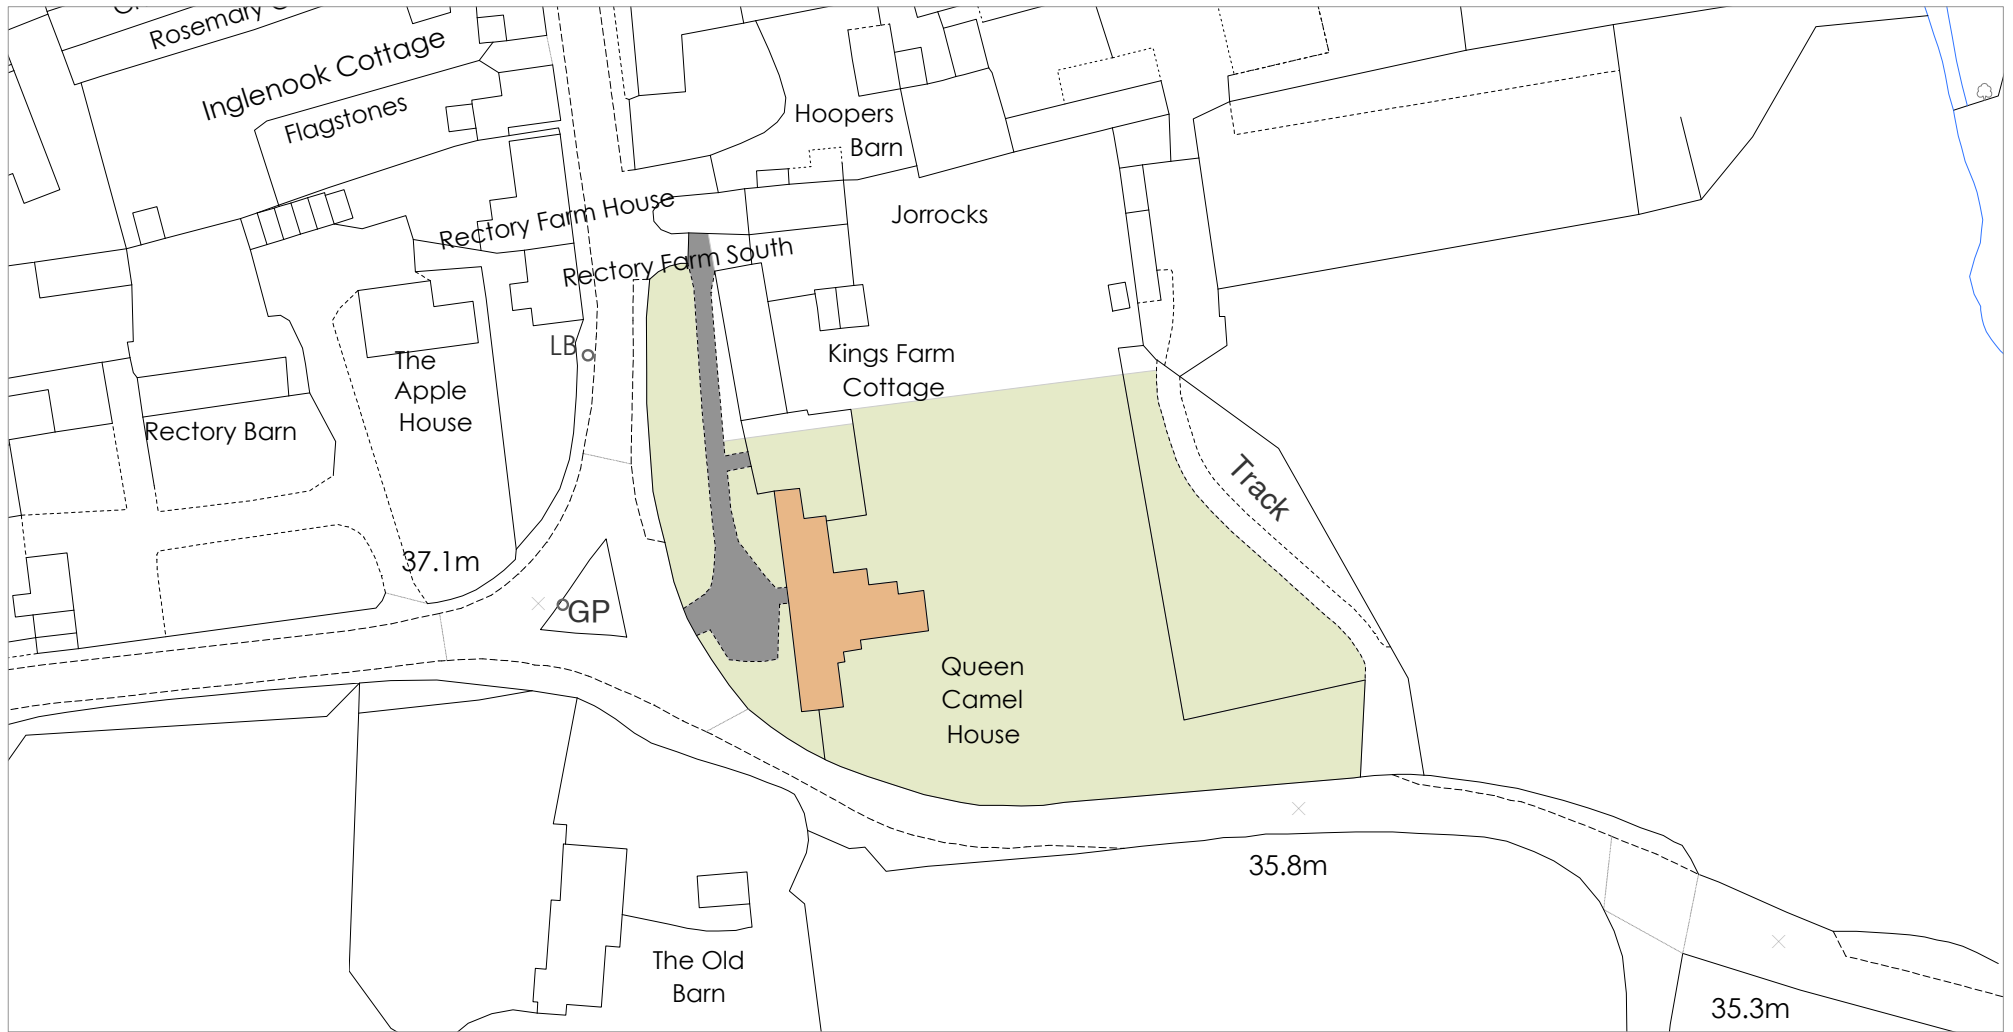 Rosemary
Inglenook Cottage
Flagstones
Hoopers
Barn
Rectory Farm House
Jorrocks
Rectory Farm South
LB
The
Apple
House
Kings Farm
Cottage
Rectory Barn
Track
37.1m
GP
Queen
Camel
House
35.8m
The Old
Barn
35.3m